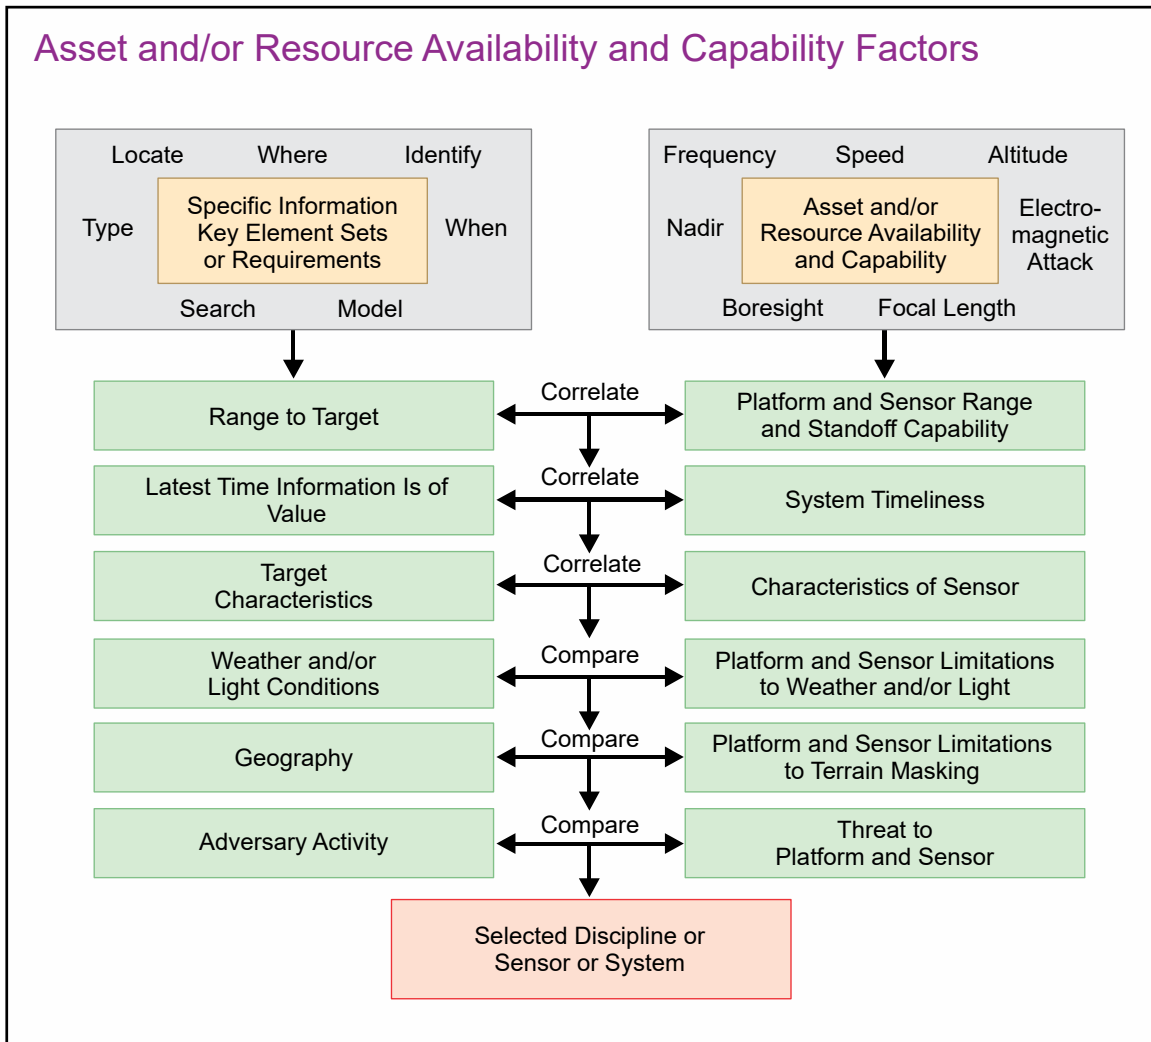 Asset and/or Resource Availability and Capability Factors
Locate Where Identify
Type
Specific Information
Key Element Sets
or Requirements
When
Search Model
Frequency Speed Altitude
Nadir
Asset and/or
Resource Availability
and Capability
Electro-
magnetic
Attack
Boresight Focal Length
Range to Target
Correlate
Platform and Sensor Range
and Standoff Capability
Latest Time Information Is of
Value
Correlate
System Timeliness
Target
Characteristics
Correlate
Characteristics of Sensor
Weather and/or
Light Conditions
Compare
Platform and Sensor Limitations
to Weather and/or Light
Geography
Compare
Platform and Sensor Limitations
to Terrain Masking
Adversary Activity
Compare
Threat to
Platform and Sensor
Selected Discipline or
Sensor or System